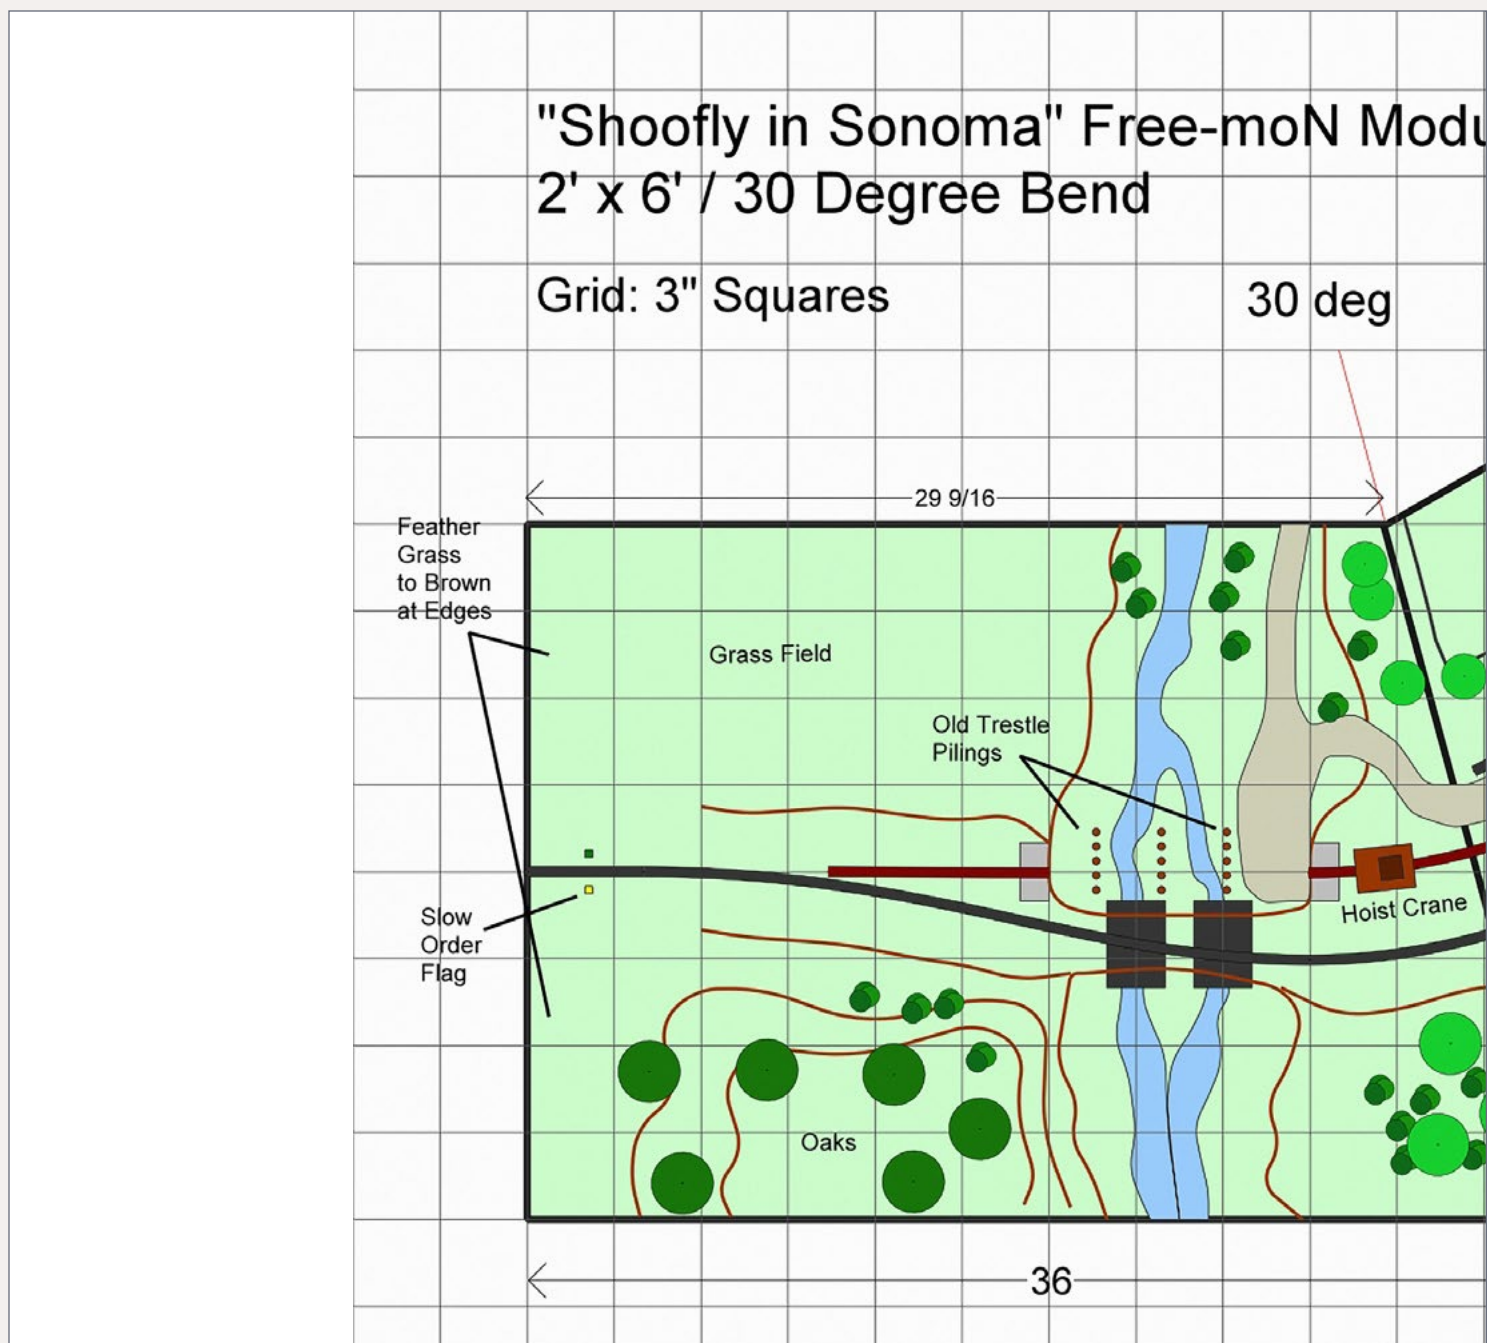 "Shoofly in Sonoma" Free-moN Modu
2' x 6' / 30 Degree Bend
Grid: 3" Squares
30 deg
29 9/16
Feather
Grass
to Brown
at Edges
Grass Field
Old Trestle
Pilings
Slow
Order
Flag
Hoist Crane
Oaks
36